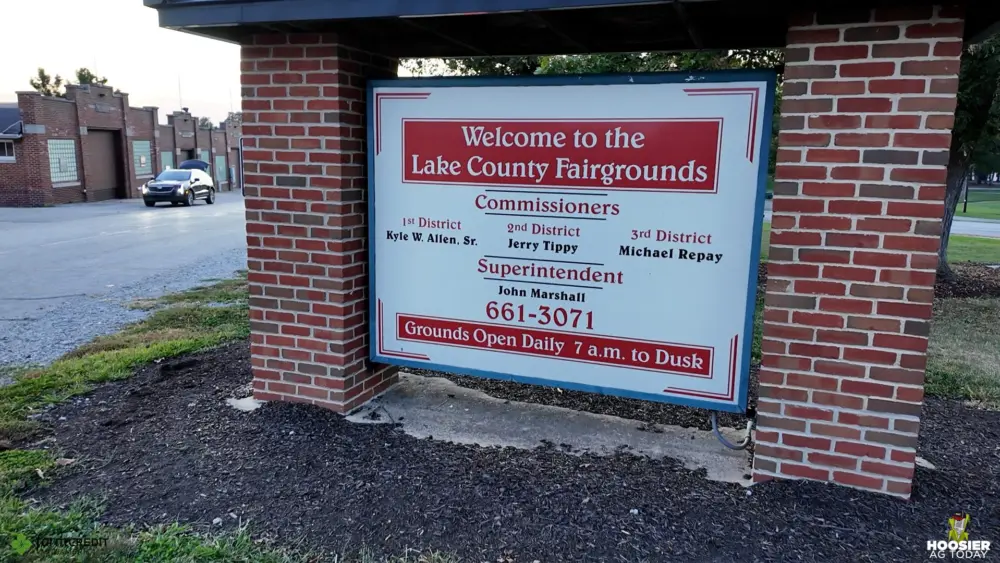 Welcome to the
Lake County Fairgrounds
Commissioners
1st District
Kyle W. Allen, Sr.
2nd District
Jerry Tippy
3rd District
Michael Repay
Superintendent
John Marshall
661-3071
Grounds Open Daily 7 a.m. to Dusk
HOOSIER
AG TODAY